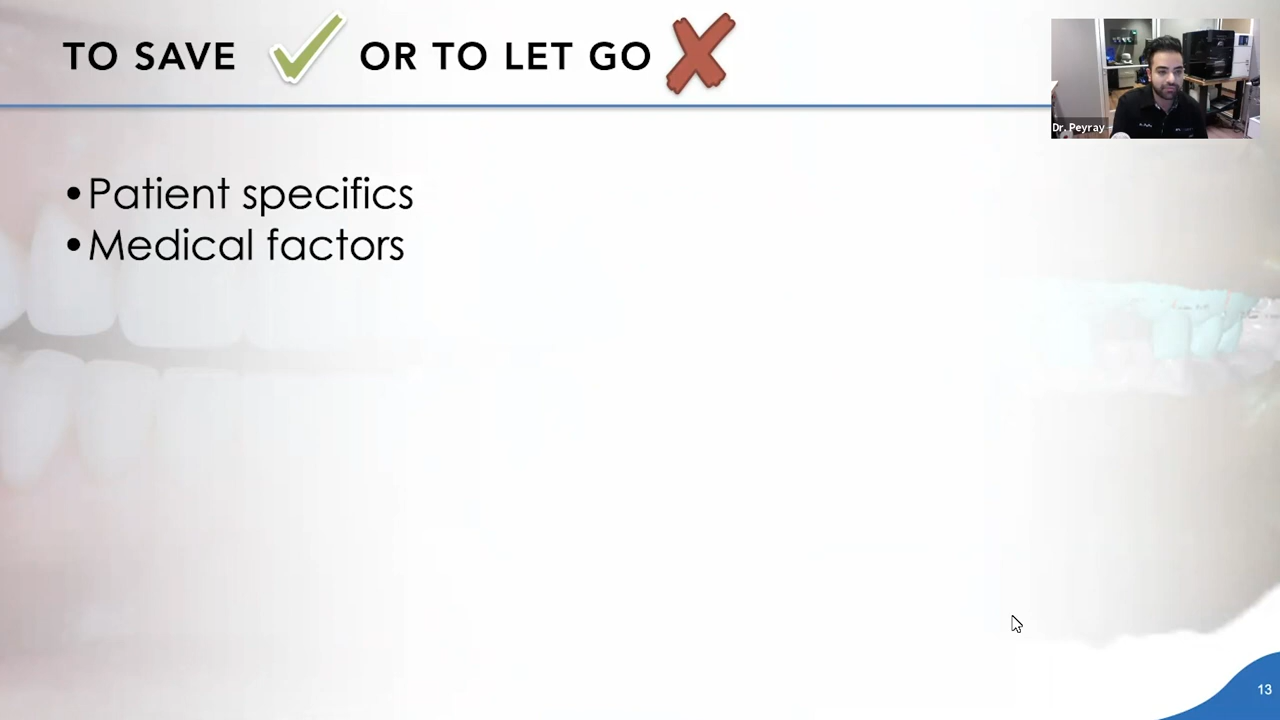 TO SAVE OR TO LET GO
Dr. Peyray -
•Patient specifics
•Medical factors
13